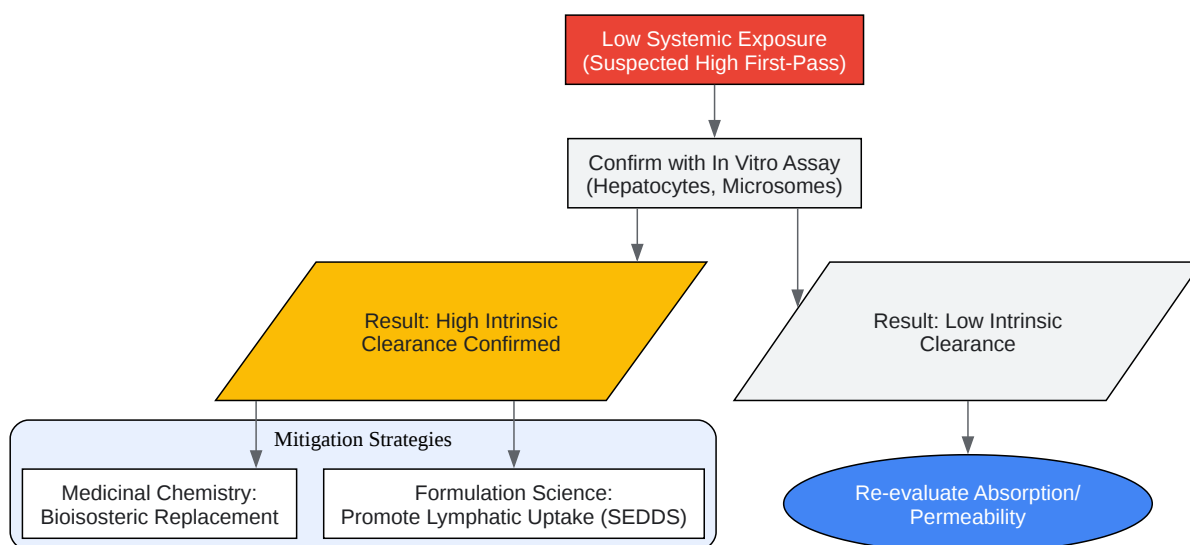 Low Systemic Exposure
(Suspected High First-Pass)
Confirm with In Vitro Assay
(Hepatocytes, Microsomes)
Result: High Intrinsic
Clearance Confirmed
Result: Low Intrinsic
Clearance
Mitigation Strategies
Medicinal Chemistry:
Bioisosteric Replacement
Formulation Science:
Promote Lymphatic Uptake (SEDDS)
Re-evaluate Absorption/
Permeability